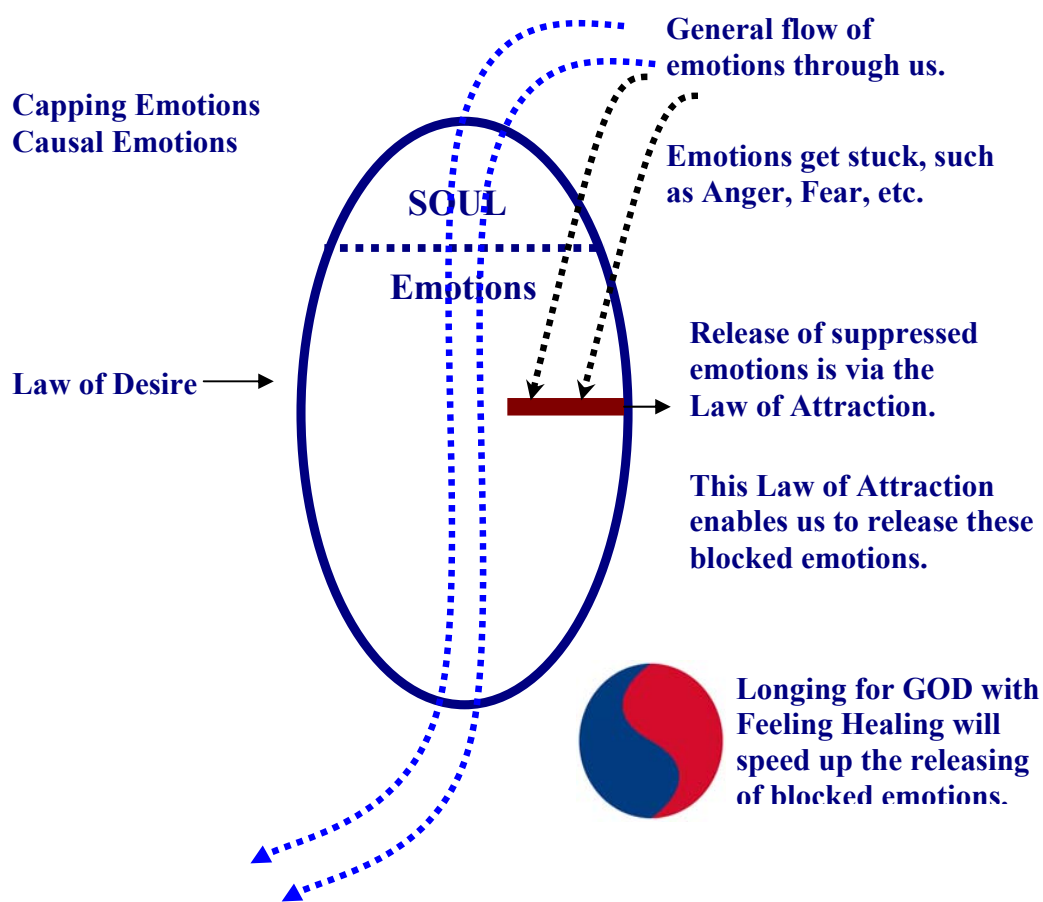 General flow of
emotions through us.
Capping Emotions
Causal Emotions
Emotions get stuck, such
as Anger, Fear, etc.
SOUL
Emotions
Law of Desire
Release of suppressed
emotions is via the
Law of Attraction.
This Law of Attraction
enables us to release these
blocked emotions.
Longing for GOD with
Feeling Healing will
speed up the releasing
of blocked emotions.